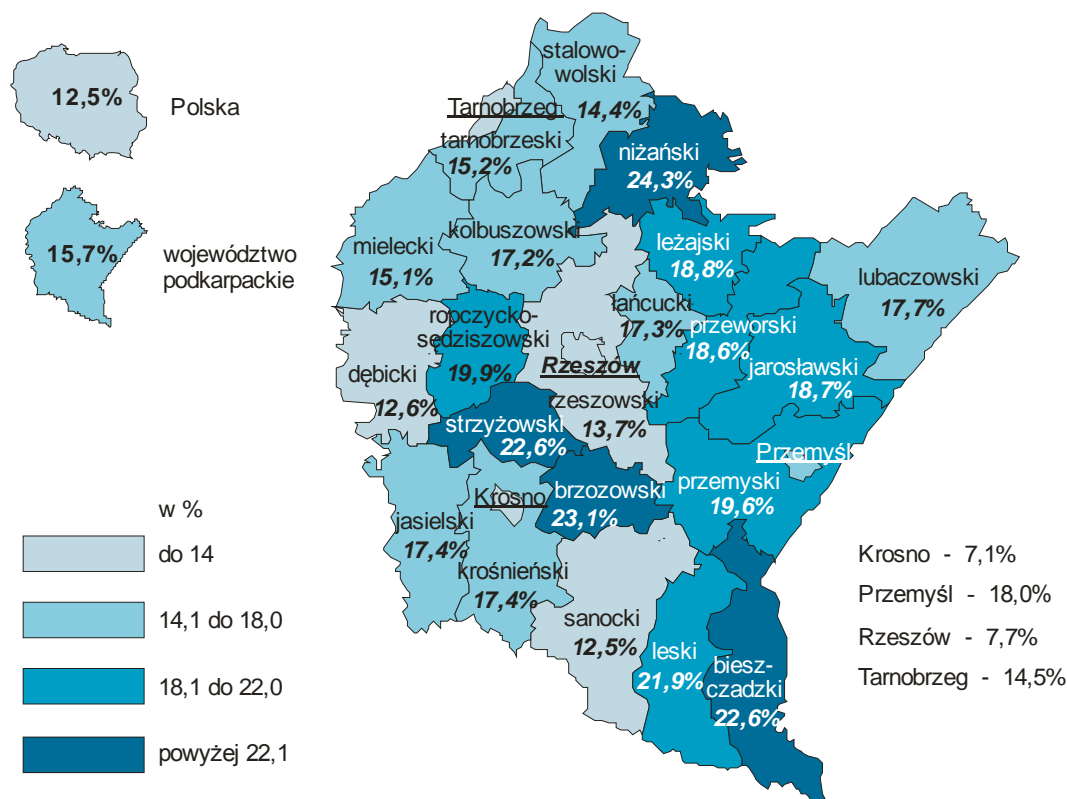 12,5%
Polska
15,7%
województwo
podkarpackie
stalowo-
wolski
14,4%
Tarnobrzeg
tarnobrzeski
15,2%
niżański
24,3%
mielecki
15,1%
kolbuszowski
17,2%
leżajski
18,8%
lubaczowski
17,7%
ropczycko-
sędziszowski
19,9%
łańcucki
17,3%
przeworski
18,6%
jarosławski
18,7%
dębicki
12,6%
Rzeszów
rzeszowski
13,7%
strzyżowski
22,6%
Przemyśl
przemyski
19,6%
Krosno
brzozowski
23,1%
jasielski
17,4%
krośnieński
17,4%
sanocki
12,5%
leski
21,9%
biesz-
czadzki
22,6%
w %
do 14
14,1 do 18,0
18,1 do 22,0
powyżej 22,1
Krosno - 7,1%
Przemyśl - 18,0%
Rzeszów - 7,7%
Tarnobrzeg - 14,5%